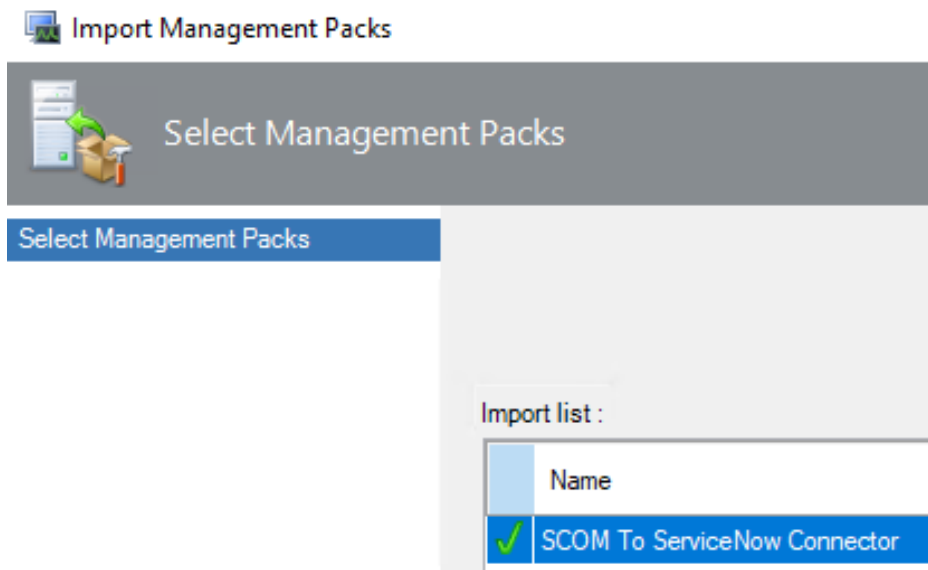 Import Management Packs
Select Management Packs
Select Management Packs
Import list :
Name
SCOM To ServiceNow Connector